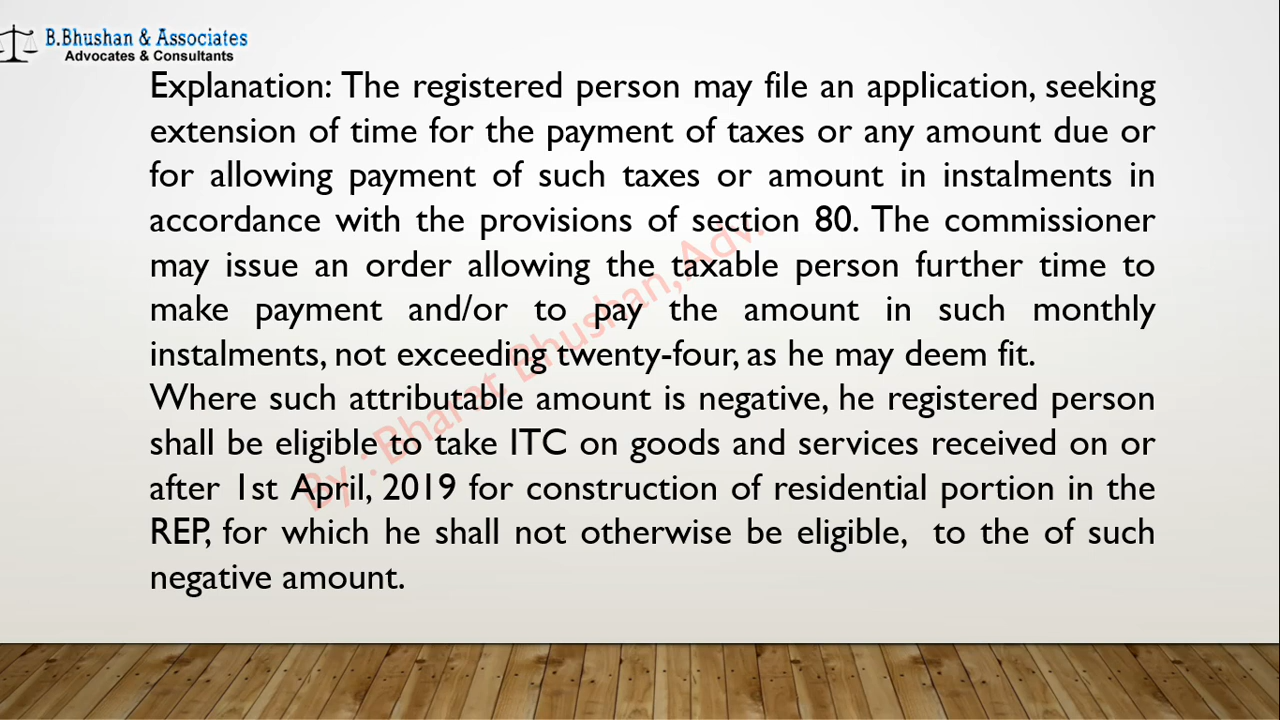 B.Bhushan & Associates
Advocates & Consultants
Explanation: The registered person may file an application, seeking
extension of time for the payment of taxes or any amount due or
for allowing payment of such taxes or amount in instalments in
accordance with the provisions of section 80. The commissioner
may issue an order allowing the taxable person further time to
make payment and/or to pay the amount in such monthly
instalments, not exceeding twenty-four, as he may deem fit.
Where such attributable amount is negative, he registered person
shall be eligible to take ITC on goods and services received on or
after 1st April, 2019 for construction of residential portion in the
REP, for which he shall not otherwise be eligible, to the of such
negative amount.
By : Bharat Bhushan,Adv.